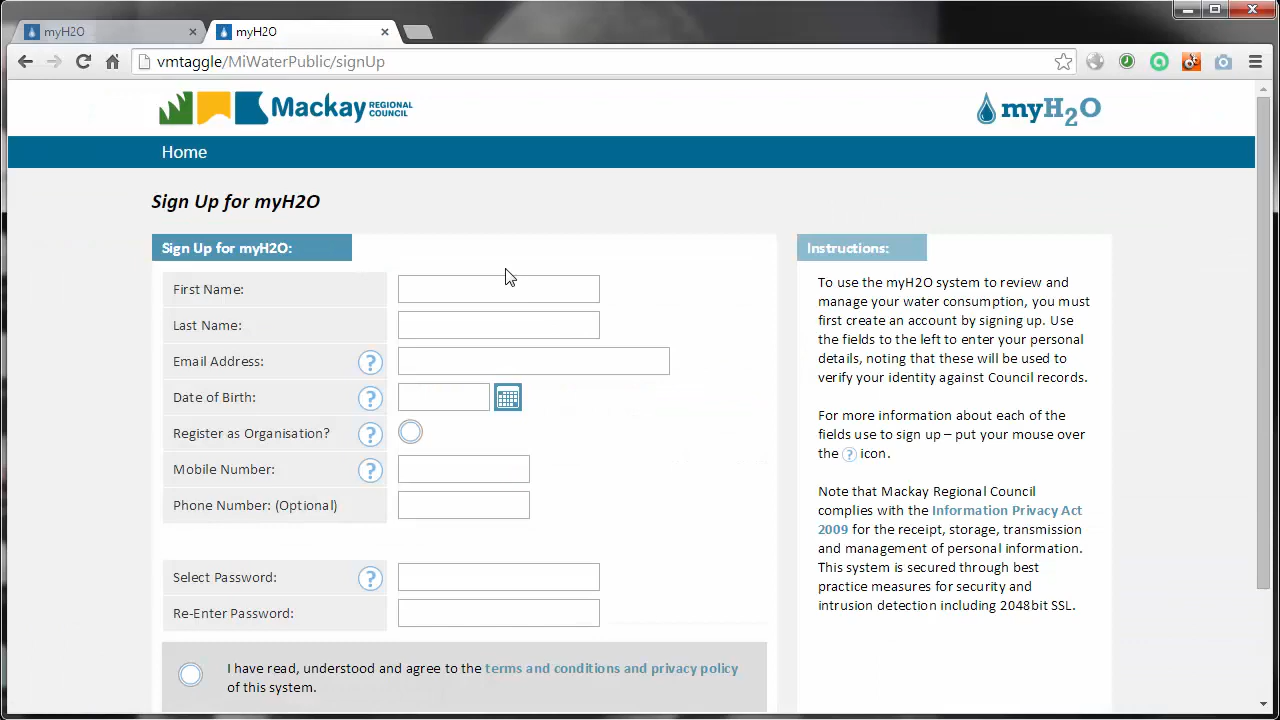 myH2O
myH2O
vmtaggle/MiWaterPublic/signUp
Mackay REGIONAL COUNCIL
myH2O
Home
Sign Up for myH2O
Sign Up for myH2O:
First Name:
Last Name:
Email Address: ?
Date of Birth: ?
Register as Organisation? ?
Mobile Number: ?
Phone Number: (Optional)
Select Password: ?
Re-Enter Password:
I have read, understood and agree to the terms and conditions and privacy policy
of this system.
Instructions:
To use the myH2O system to review and
manage your water consumption, you must
first create an account by signing up. Use
the fields to the left to enter your personal
details, noting that these will be used to
verify your identity against Council records.
For more information about each of the
fields use to sign up – put your mouse over
the ? icon.
Note that Mackay Regional Council
complies with the Information Privacy Act
2009 for the receipt, storage, transmission
and management of personal information.
This system is secured through best
practice measures for security and
intrusion detection including 2048bit SSL.